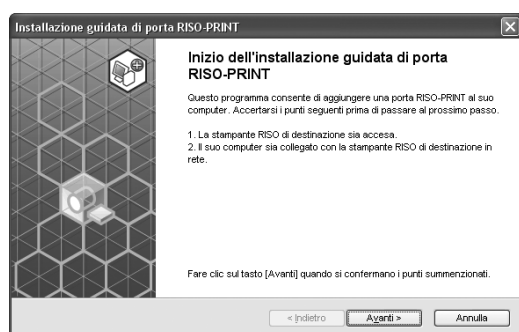 Installazione guidata di porta RISO-PRINT
Inizio dell'installazione guidata di porta
RISO-PRINT
Questo programma consente di aggiungere una porta RISO-PRINT al suo
computer. Accertarsi i punti seguenti prima di passare al prossimo passo.
1. La stampante RISO di destinazione sia accesa.
2. Il suo computer sia collegato con la stampante RISO di destinazione in
rete.
Fare clic sul tasto [Avanti] quando si confermano i punti summenzionati.
< Indietro
Avanti >
Annulla